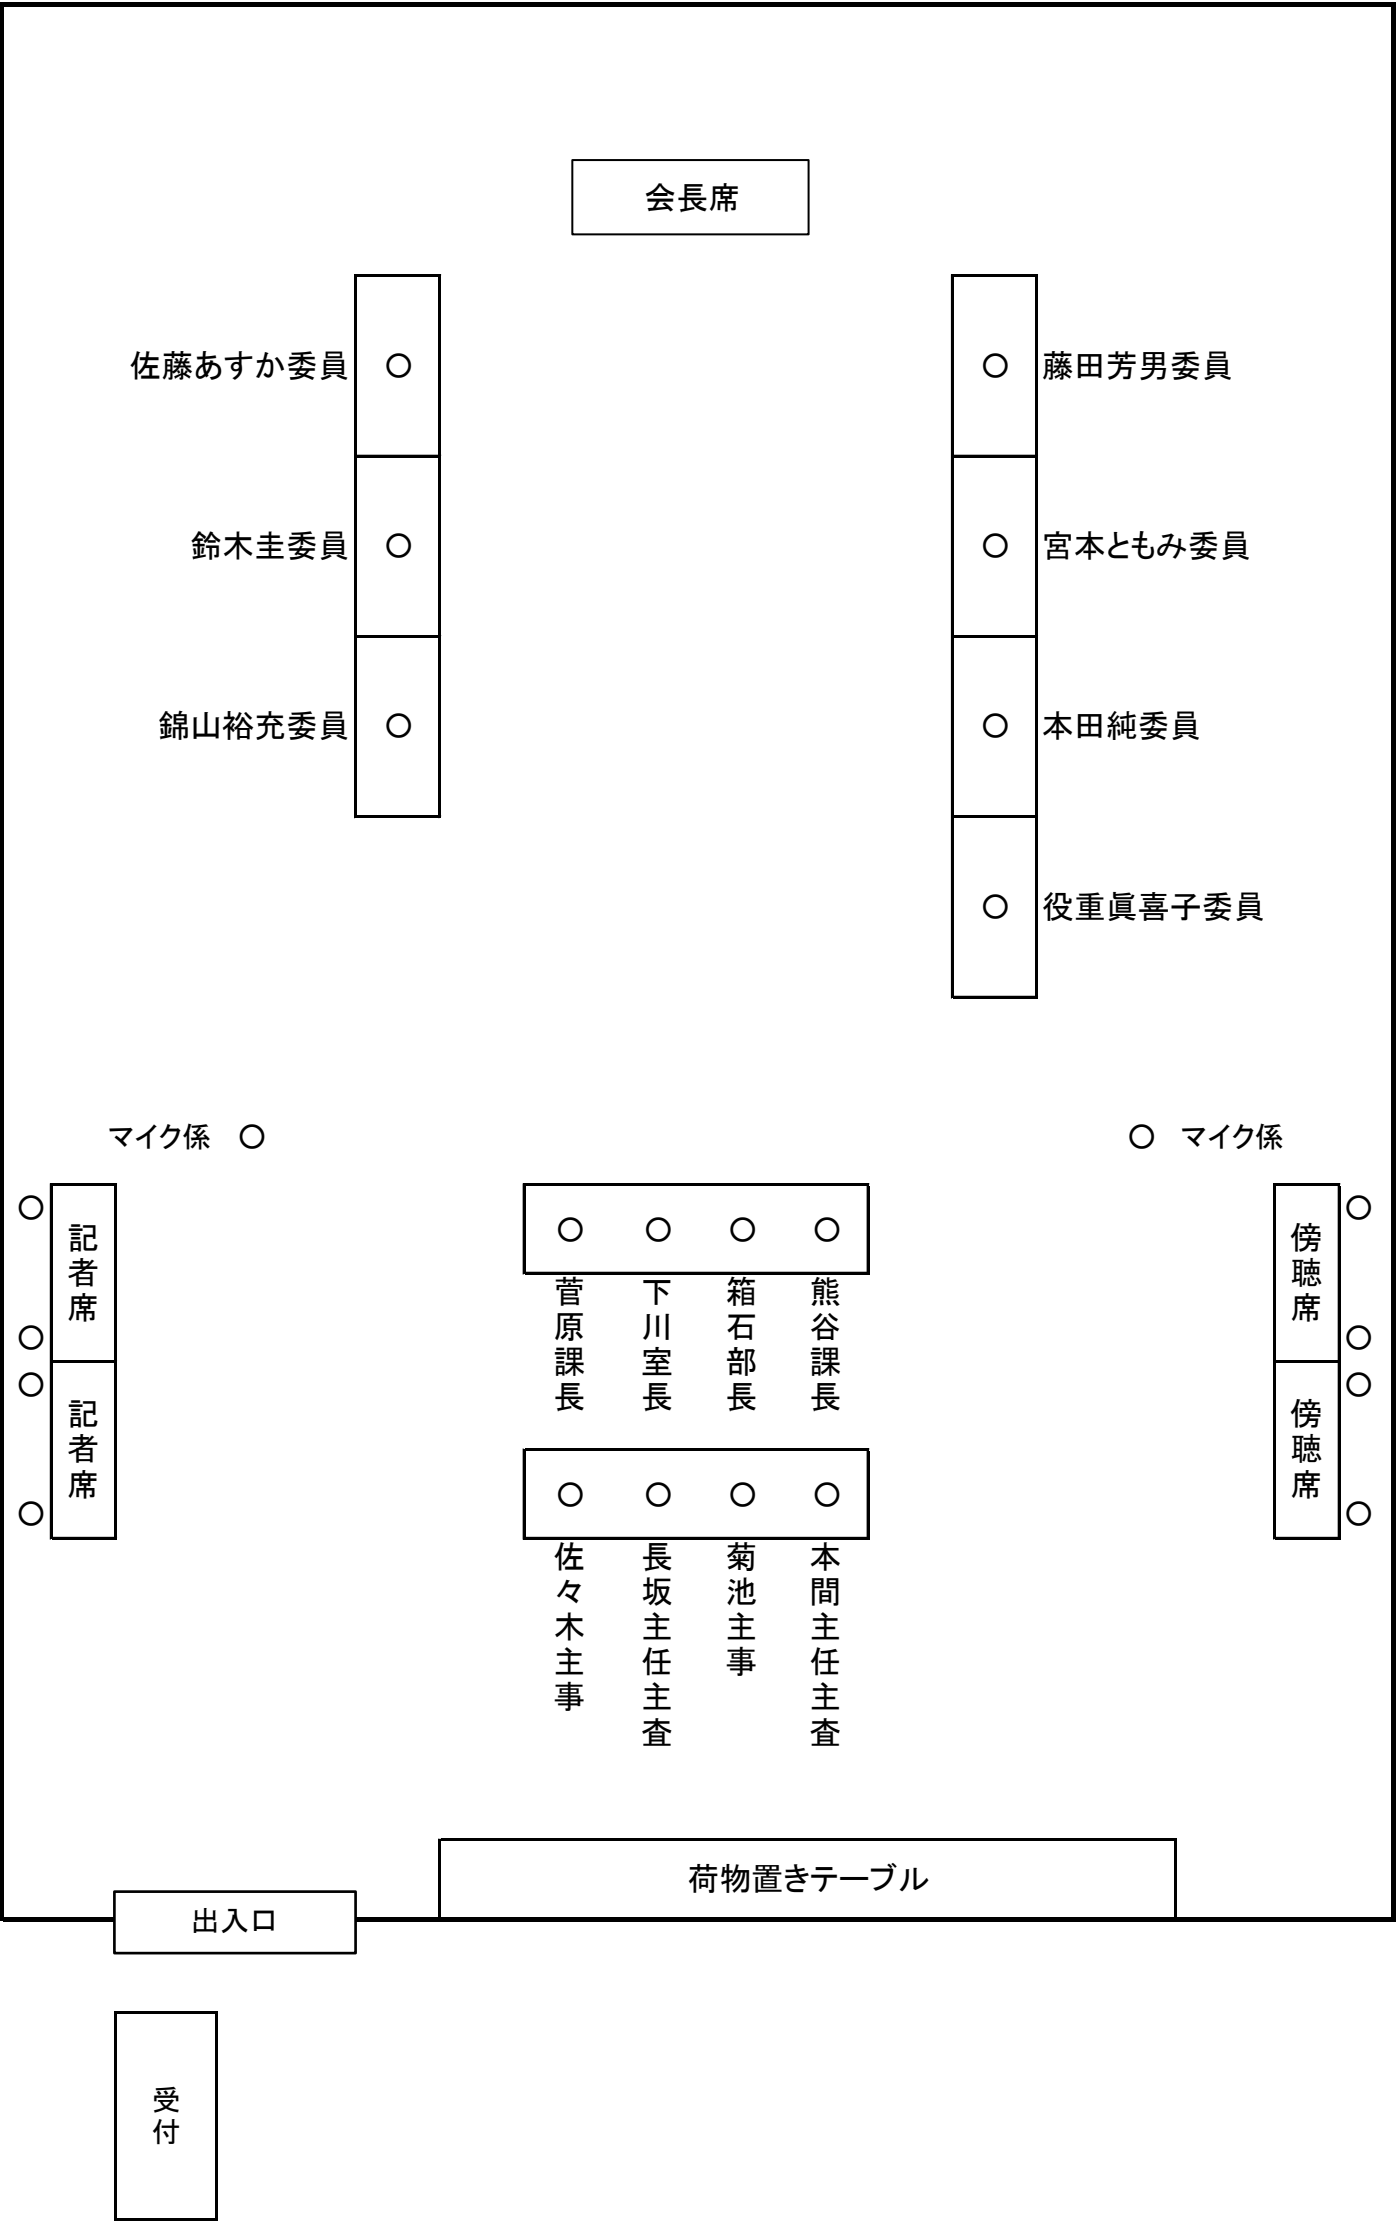 会長席
佐藤あすか委員
○
○
藤田芳男委員
鈴木圭委員
○
○
宮本ともみ委員
錦山裕充委員
○
○
本田純委員
○
役重眞喜子委員
マイク係 ○
○ マイク係
○
○
○
○
記者席
記者席
○ ○ ○ ○
菅原課長
下川室長
箱石部長
熊谷課長
○ ○ ○ ○
佐々木主事
長坂主任主査
菊池主事
本間主任主査
傍聴席
傍聴席
○
○
○
○
荷物置きテーブル
出入口
受付